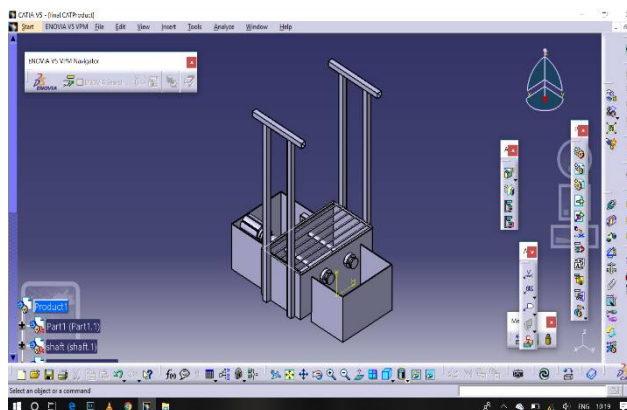 CATIA V5 - [final CATProduct]
Start ENOVIA V5 VPM File Edit View Insert Tools Analyze Window Help
ENOVIA V5 VPM Navigator
ENOVIA
Product1
Part1 (Part1.1)
shaft (shaft.1)
Select an object or a command
ENG